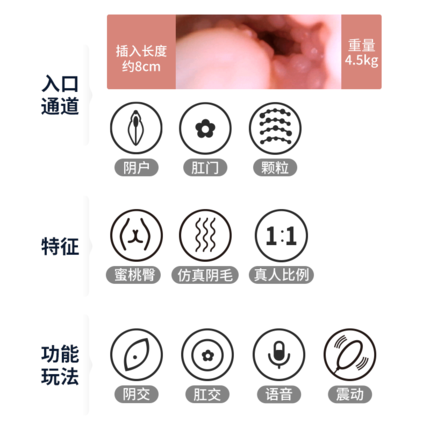 插入长度
约8cm
重量
4.5kg
入口
通道
阴户
肛门
颗粒
特征
1:1
蜜桃臀
仿真阴毛
真人比例
功能
玩法
阴交
肛交
语音
震动